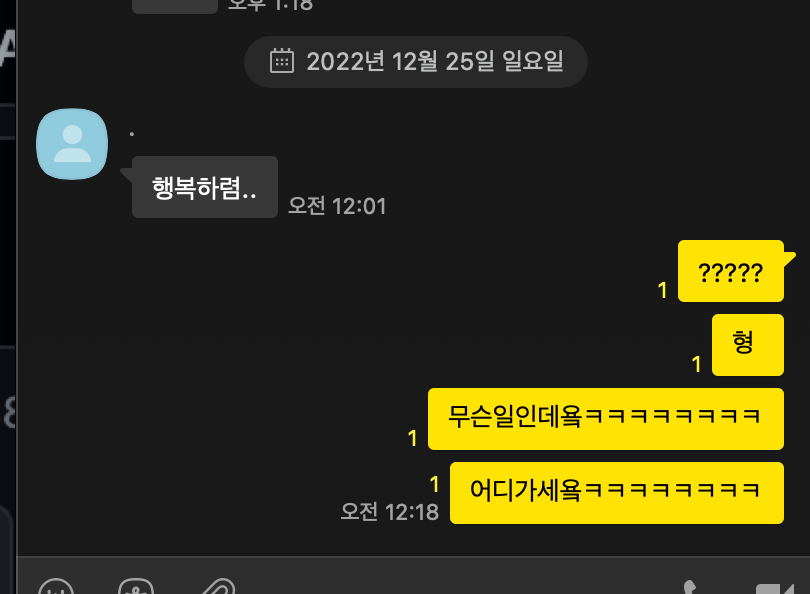 오후 1:18
2022년 12월 25일 일요일
.
행복하렴..
오전 12:01
?????
1
형
1
무슨일인데욬ㅋㅋㅋㅋㅋㅋㅋㅋ
1
어디가세욬ㅋㅋㅋㅋㅋㅋㅋㅋ
1
오전 12:18